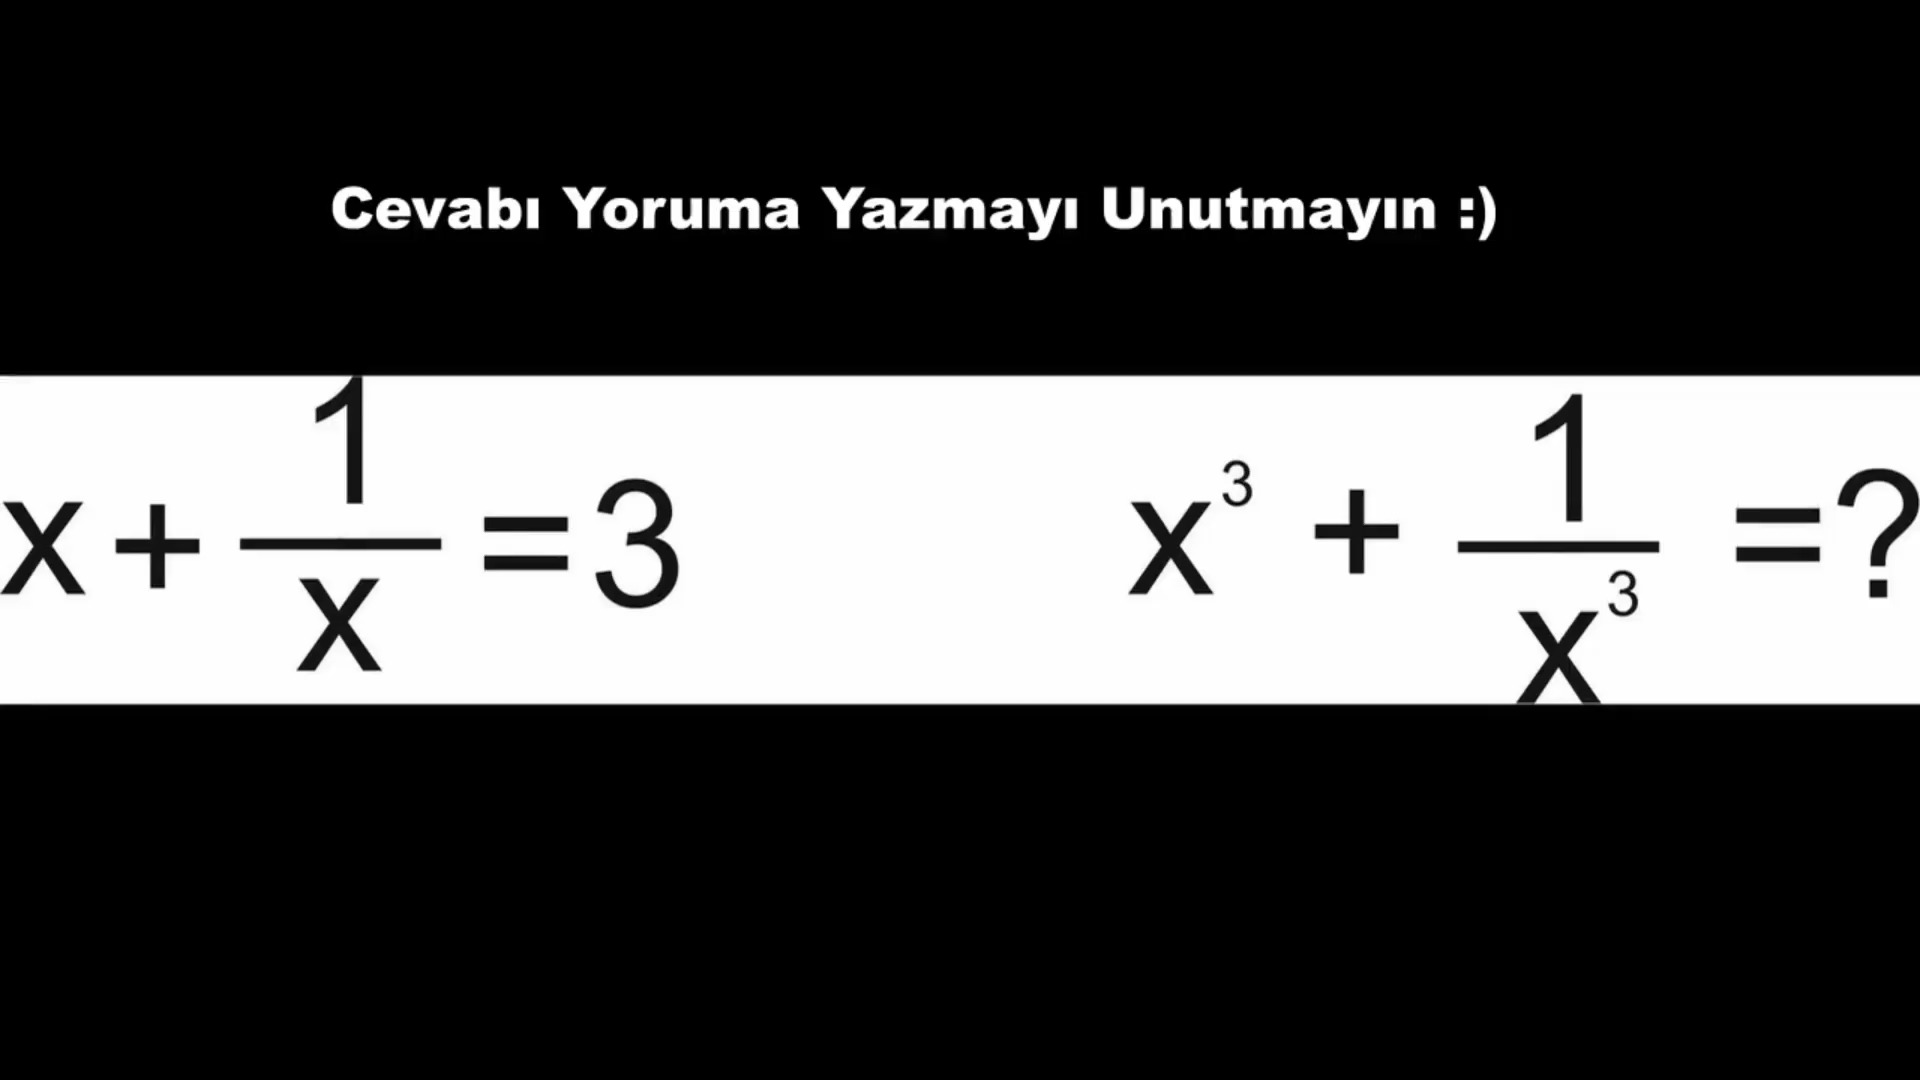 Cevabı Yoruma Yazmayı Unutmayın :)
x + 1/x = 3
x³ + 1/x³ = ?